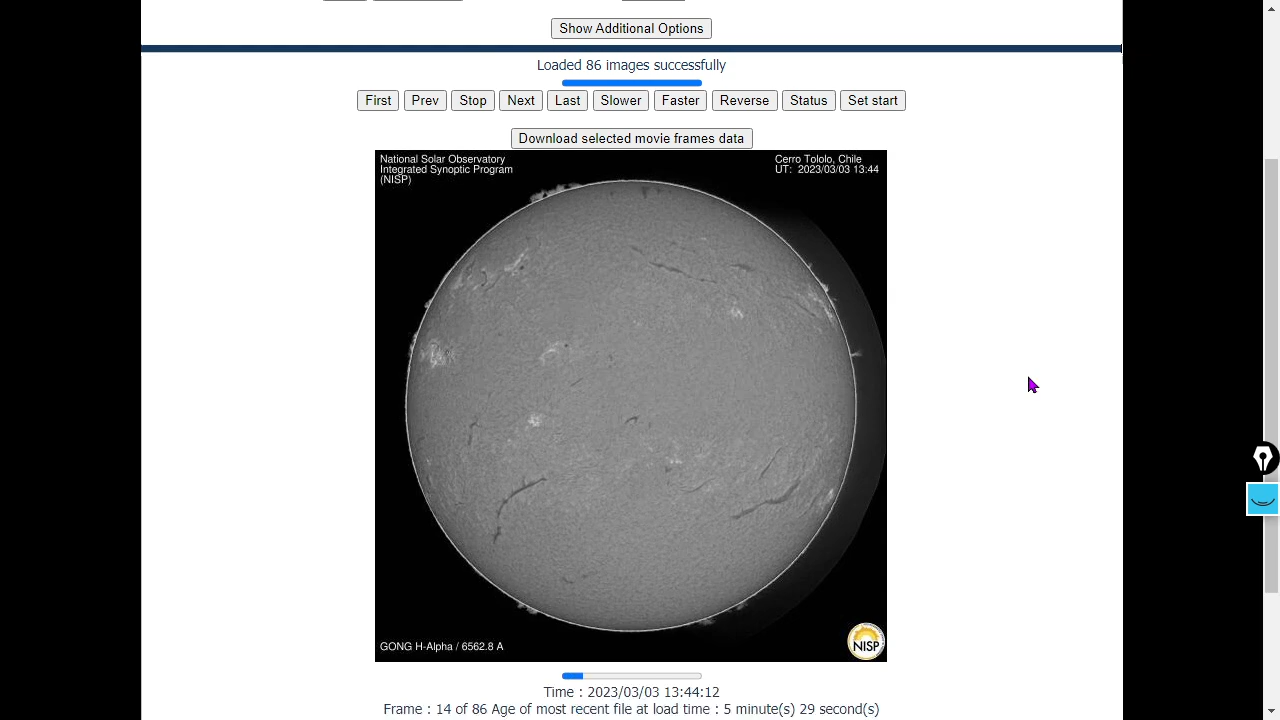 Show Additional Options
Loaded 86 images successfully
First Prev Stop Next Last Slower Faster Reverse Status Set start
Download selected movie frames data
National Solar Observatory
Integrated Synoptic Program
(NISP)
Cerro Tololo, Chile
UT: 2023/03/03 13:44
GONG H-Alpha / 6562.8 A
NISP
Time : 2023/03/03 13:44:12
Frame : 14 of 86 Age of most recent file at load time : 5 minute(s) 29 second(s)